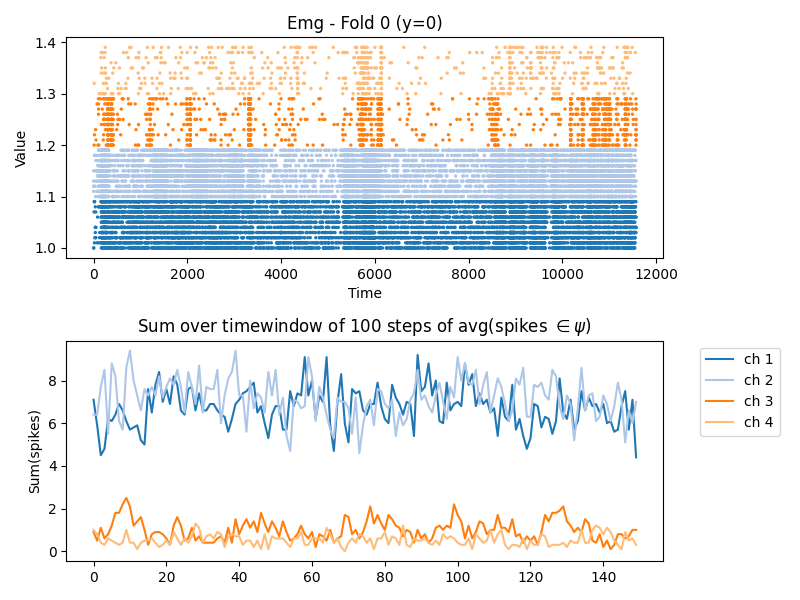 Emg - Fold 0 (y=0)
1.4
1.3
1.2
1.1
1.0
Value
0 2000 4000 6000 8000 10000 12000
Time
Sum over timewindow of 100 steps of avg(spikes ∈ ψ)
8
6
4
2
0
Sum(spikes)
0 20 40 60 80 100 120 140
ch 1
ch 2
ch 3
ch 4